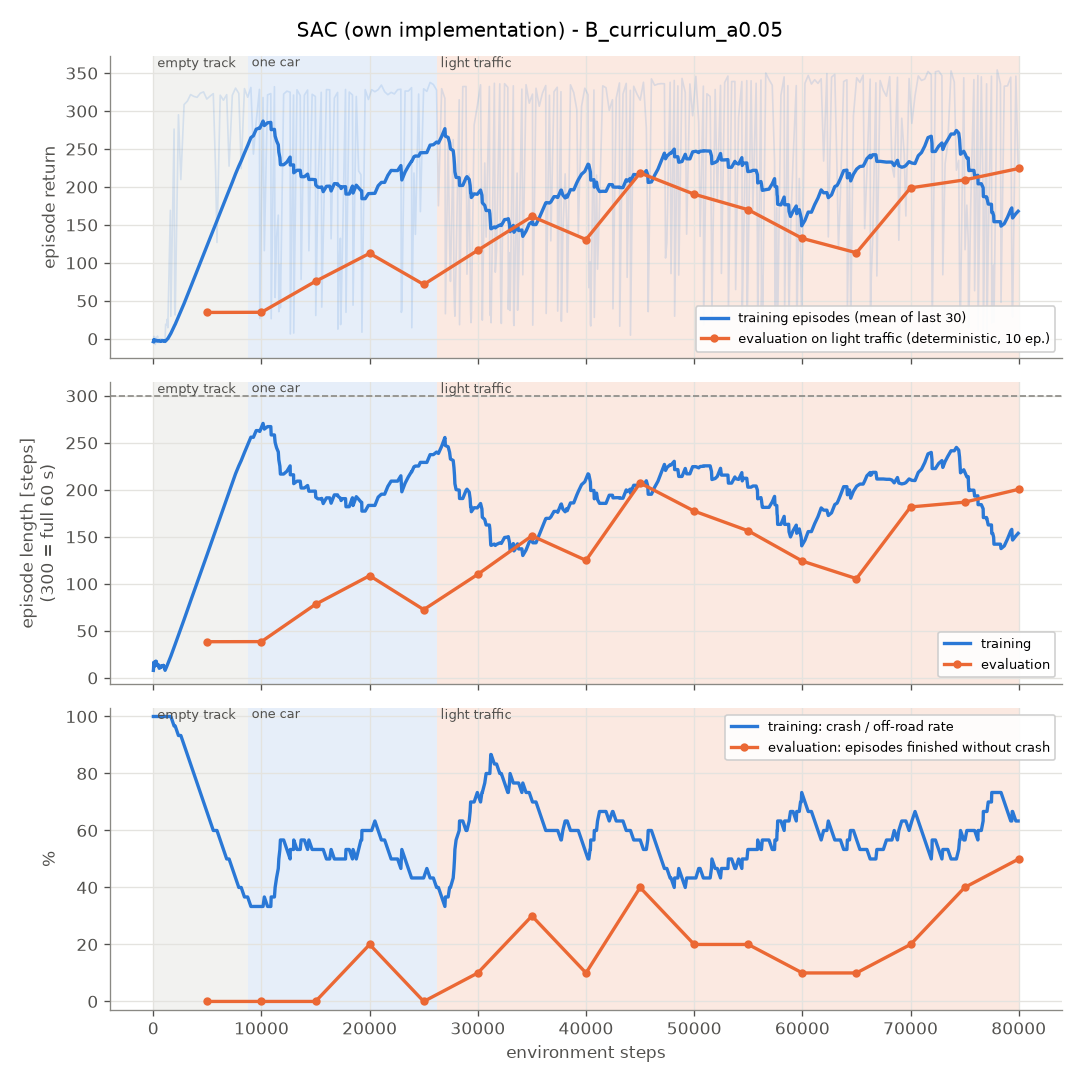 SAC (own implementation) - B_curriculum_a0.05
empty track
one car
light traffic
350
300
250
200
150
100
50
0
episode return
training episodes (mean of last 30)
evaluation on light traffic (deterministic, 10 ep.)
empty track
one car
light traffic
300
250
200
150
100
50
0
episode length [steps]
(300 = full 60 s)
training
evaluation
empty track
one car
light traffic
100
80
60
40
20
0
%
training: crash / off-road rate
evaluation: episodes finished without crash
0
10000
20000
30000
40000
50000
60000
70000
80000
environment steps